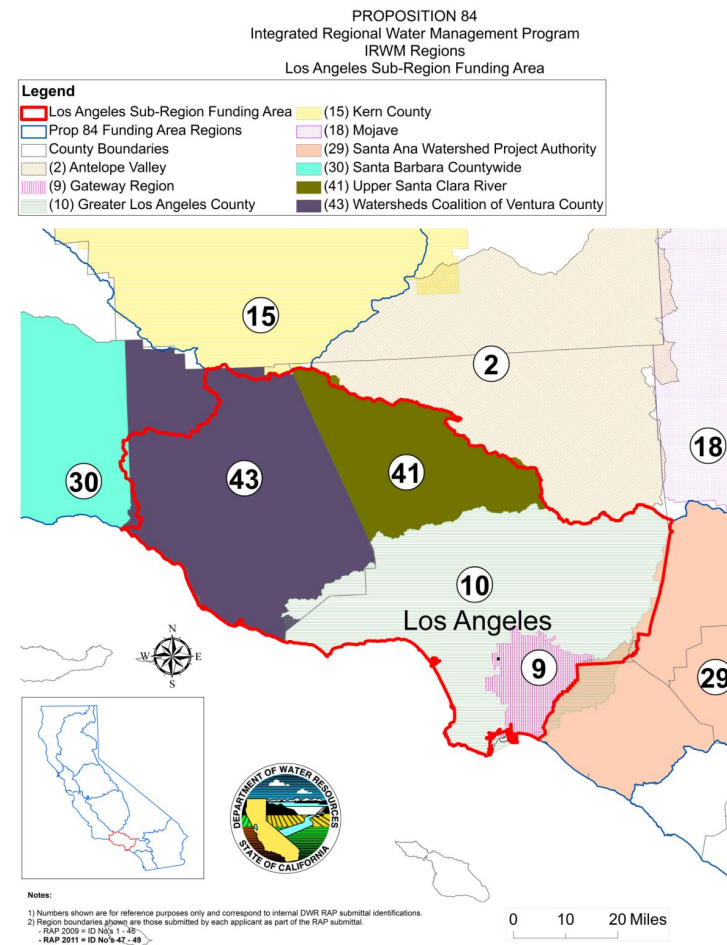 PROPOSITION 84
Integrated Regional Water Management Program
IRWM Regions
Los Angeles Sub-Region Funding Area
Legend
Los Angeles Sub-Region Funding Area
Prop 84 Funding Area Regions
County Boundaries
(2) Antelope Valley
(9) Gateway Region
(10) Greater Los Angeles County
(15) Kern County
(18) Mojave
(29) Santa Ana Watershed Project Authority
(30) Santa Barbara Countywide
(41) Upper Santa Clara River
(43) Watersheds Coalition of Ventura County
15
2
18
30
43
41
10
Los Angeles
9
29
N
W E
S
DEPARTMENT OF WATER RESOURCES
STATE OF CALIFORNIA
Notes:
1) Numbers shown are for reference purposes only and correspond to internal DWR RAP submittal identifications.
2) Region boundaries shown are those submitted by each applicant as part of the RAP submittal.
- RAP 2009 = ID No's 1 - 46
- RAP 2011 = ID No's 47 - 49
0 10 20 Miles